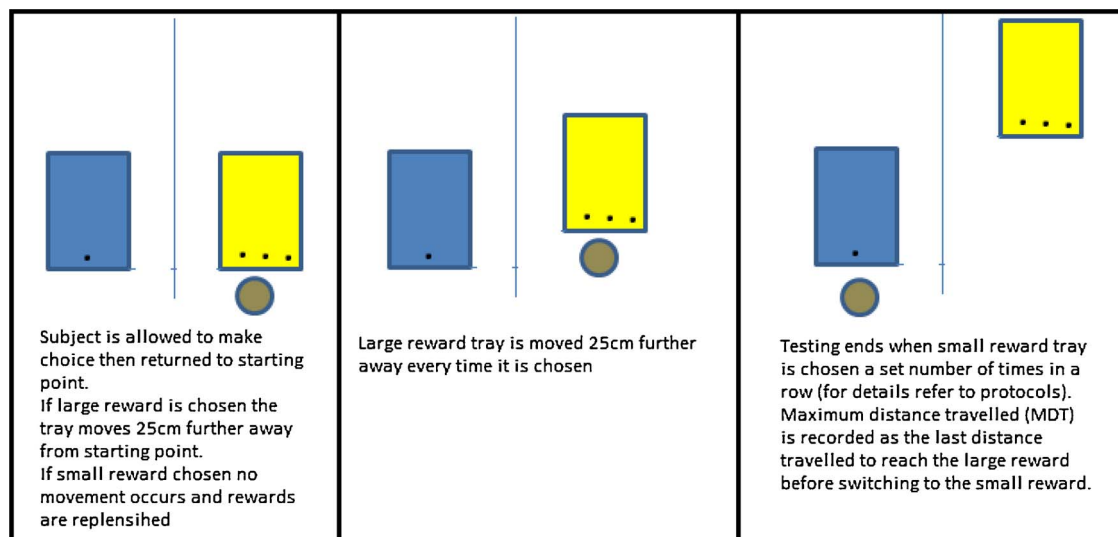 Subject is allowed to make
choice then returned to starting
point.
If large reward is chosen the
tray moves 25cm further away
from starting point.
If small reward chosen no
movement occurs and rewards
are replensihed
Large reward tray is moved 25cm further
away every time it is chosen
Testing ends when small reward tray
is chosen a set number of times in a
row (for details refer to protocols).
Maximum distance travelled (MDT)
is recorded as the last distance
travelled to reach the large reward
before switching to the small reward.